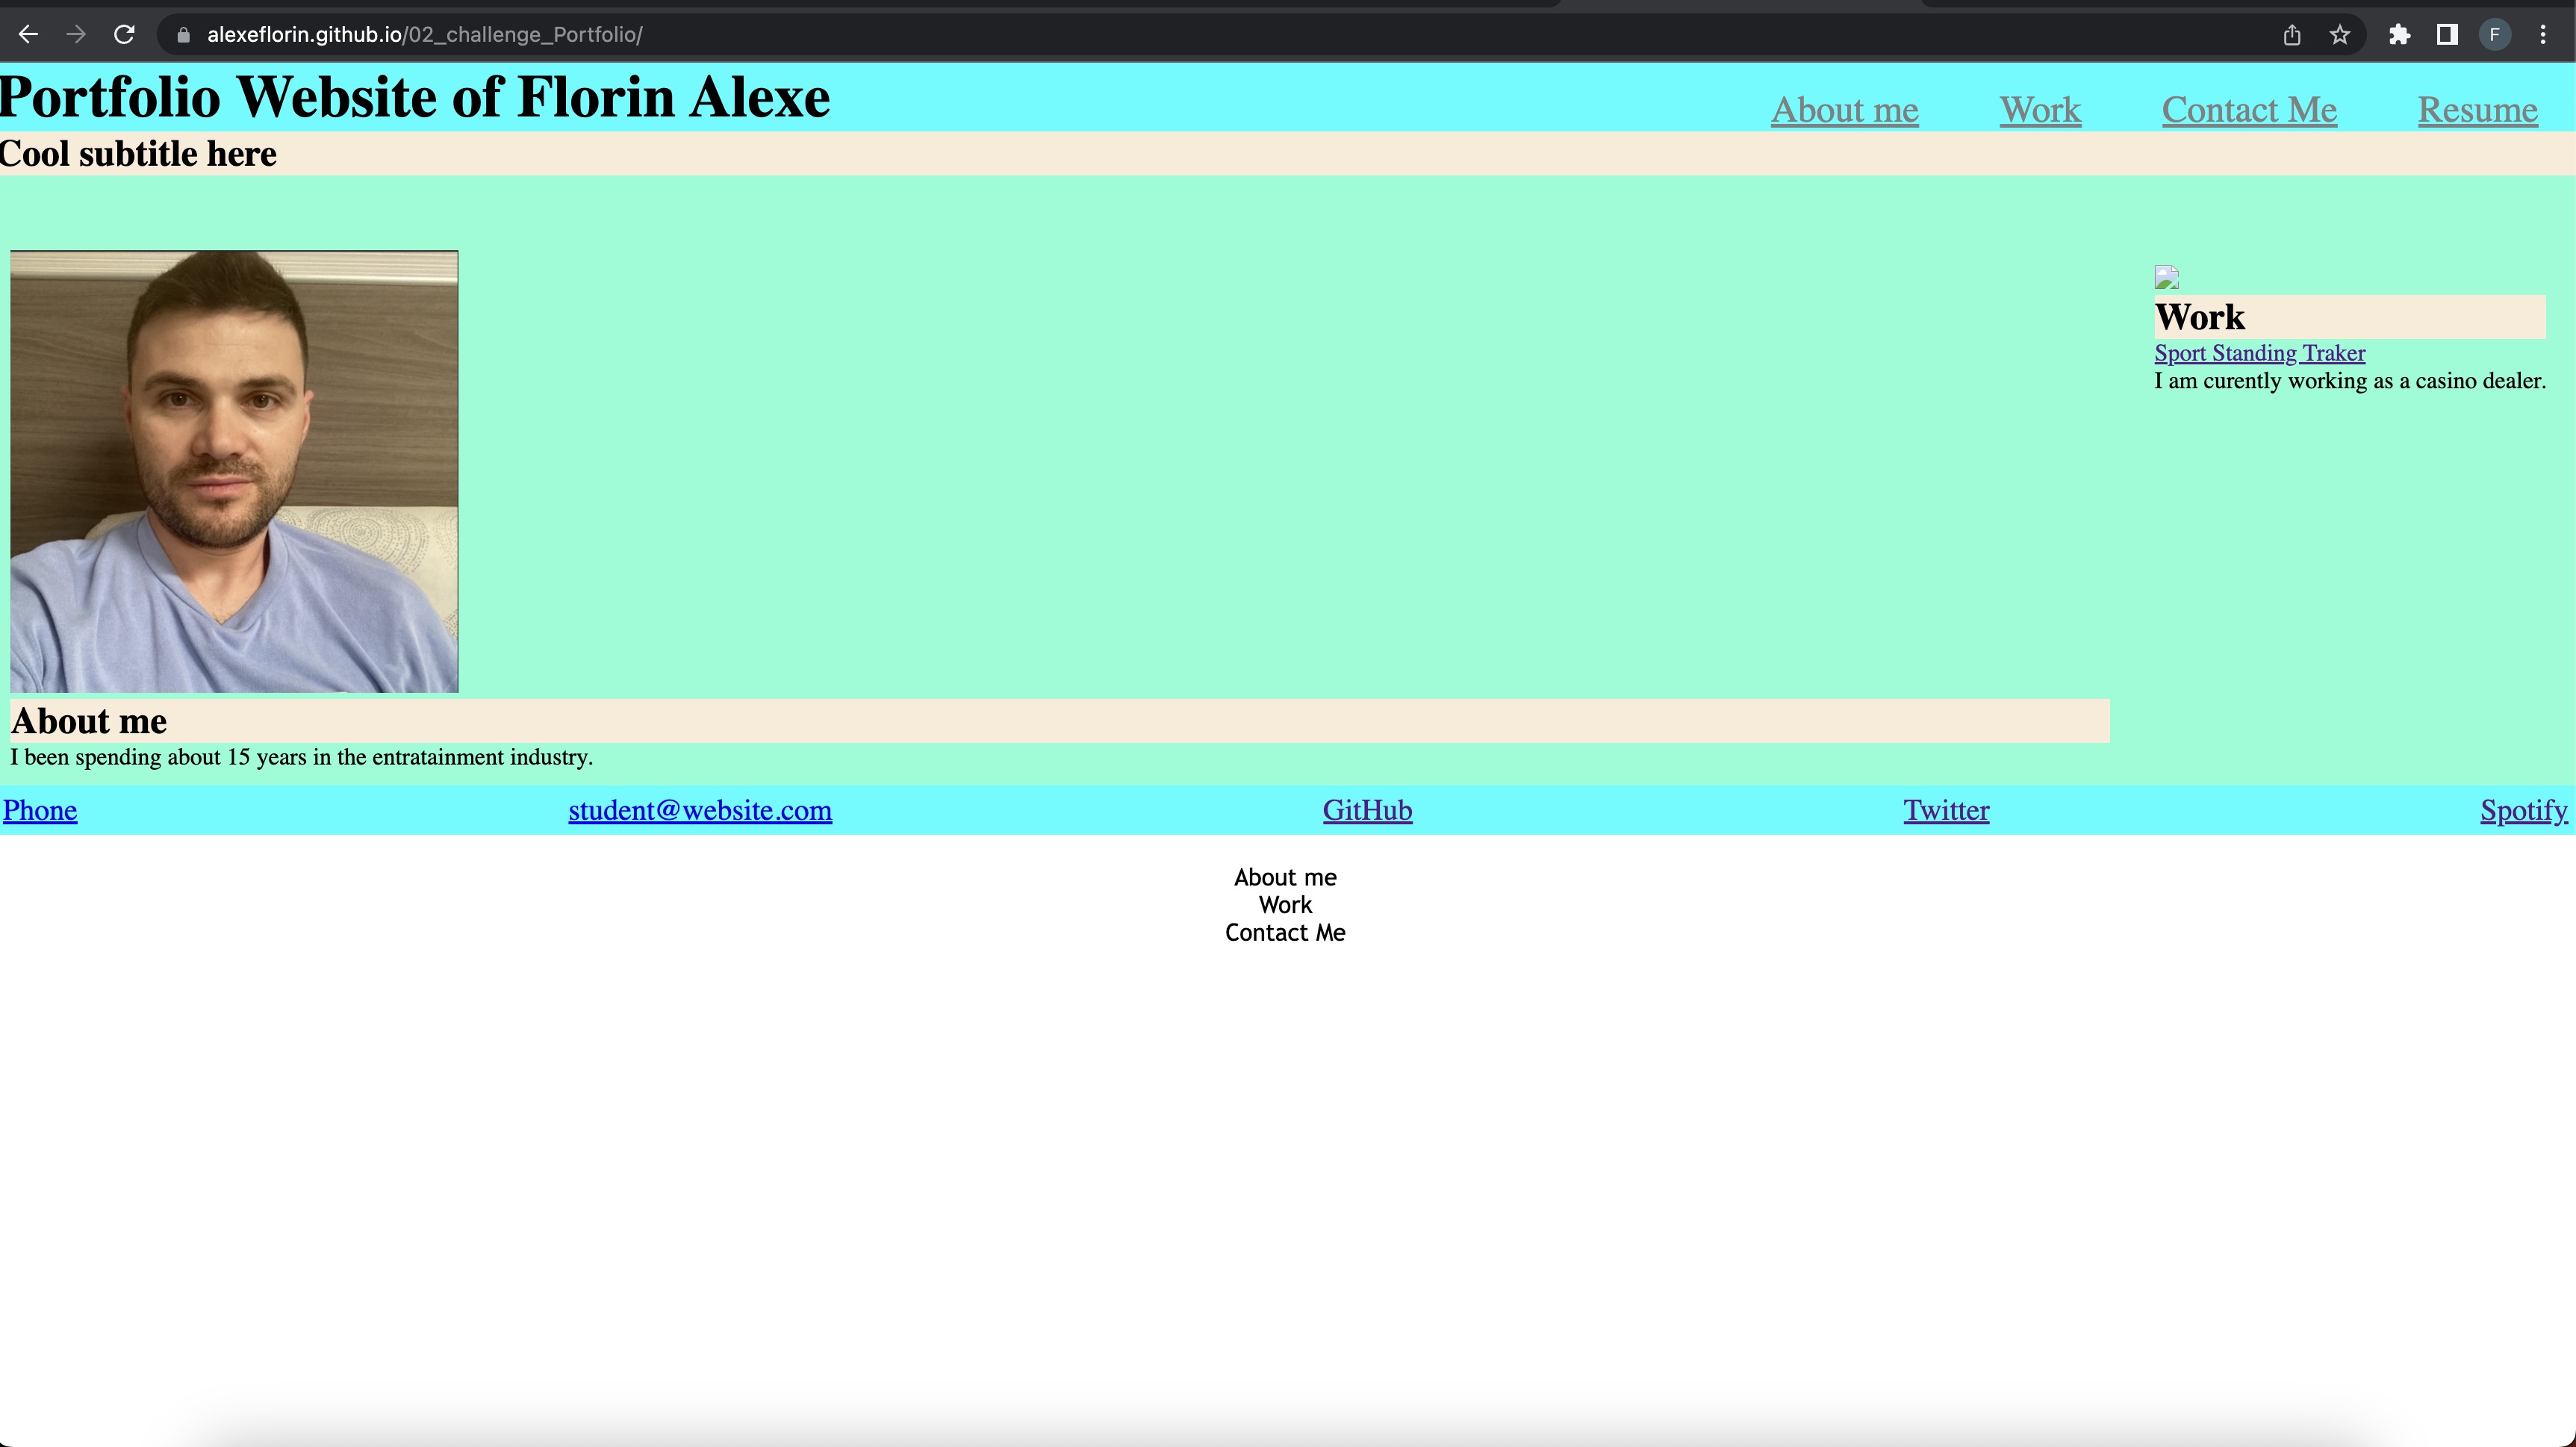 alexeflorin.github.io/02_challenge_Portfolio/
F
Portfolio Website of Florin Alexe
About me Work Contact Me Resume
Cool subtitle here
Work
Sport Standing Traker
I am curently working as a casino dealer.
About me
I been spending about 15 years in the entratainment industry.
Phone student@website.com GitHub Twitter Spotify
About me
Work
Contact Me